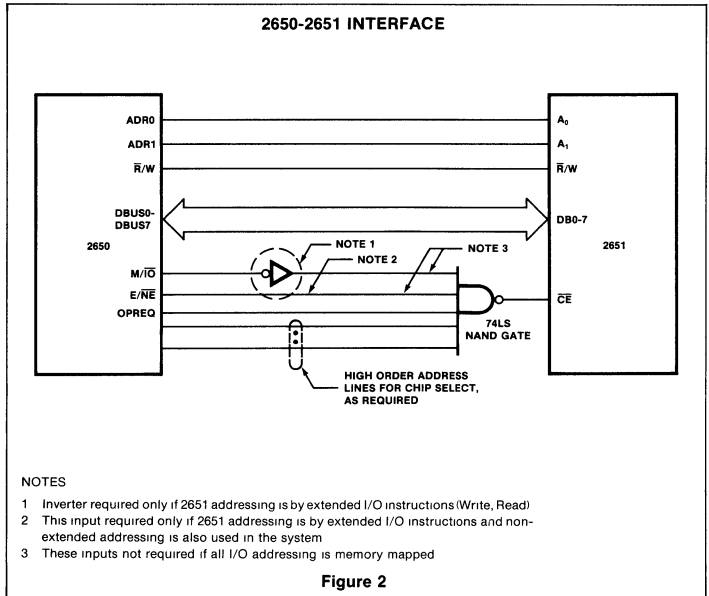 2650-2651 INTERFACE
ADR0
A₀
ADR1
A₁
R̅/W
R̅/W
DBUS0-
DBUS7
DB0-7
2650
2651
NOTE 1
NOTE 2
NOTE 3
M/I̅O̅
E/N̅E̅
OPREQ
C̅E̅
74LS
NAND GATE
HIGH ORDER ADDRESS
LINES FOR CHIP SELECT,
AS REQUIRED
NOTES
1 Inverter required only if 2651 addressing is by extended I/O instructions (Write, Read)
2 This input required only if 2651 addressing is by extended I/O instructions and non-
extended addressing is also used in the system
3 These inputs not required if all I/O addressing is memory mapped
Figure 2